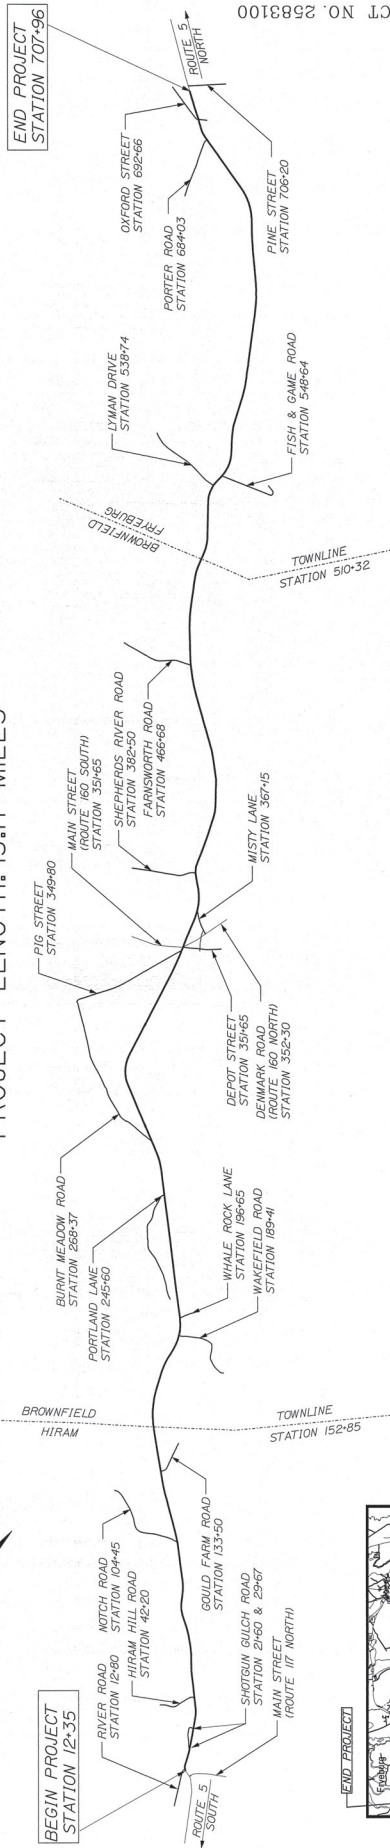 CT NO. 2583100
END PROJECT
STATION 707+96
ROUTE 5
NORTH
OXFORD STREET
STATION 692+66
PORTER ROAD
STATION 684+03
PINE STREET
STATION 706+20
LYMAN DRIVE
STATION 538+74
FISH & GAME ROAD
STATION 548+64
BROWNFIELD
FRYEBURG
TOWNLINE
STATION 510+32
SHEPHERDS RIVER ROAD
STATION 382+50
FARNSWORTH ROAD
STATION 466+68
MAIN STREET
(ROUTE 160 SOUTH)
STATION 351+65
MISTY LANE
STATION 367+15
PIG STREET
STATION 349+80
DEPOT STREET
STATION 351+65
DENMARK ROAD
(ROUTE 160 NORTH)
STATION 352+30
BURNT MEADOW ROAD
STATION 268+37
PORTLAND LANE
STATION 245+60
WHALE ROCK LANE
STATION 196+65
WAKEFIELD ROAD
STATION 189+41
BROWNFIELD
HIRAM
TOWNLINE
STATION 152+85
NOTCH ROAD
STATION 104+45
GOULD FARM ROAD
STATION 133+50
RIVER ROAD
STATION 12+80
HIRAM HILL ROAD
STATION 42+20
SHOTGUN GULCH ROAD
STATION 21+60 & 29+67
MAIN STREET
(ROUTE 117 NORTH)
BEGIN PROJECT
STATION 12+35
ROUTE 5
SOUTH
END PROJECT
Fryeburg